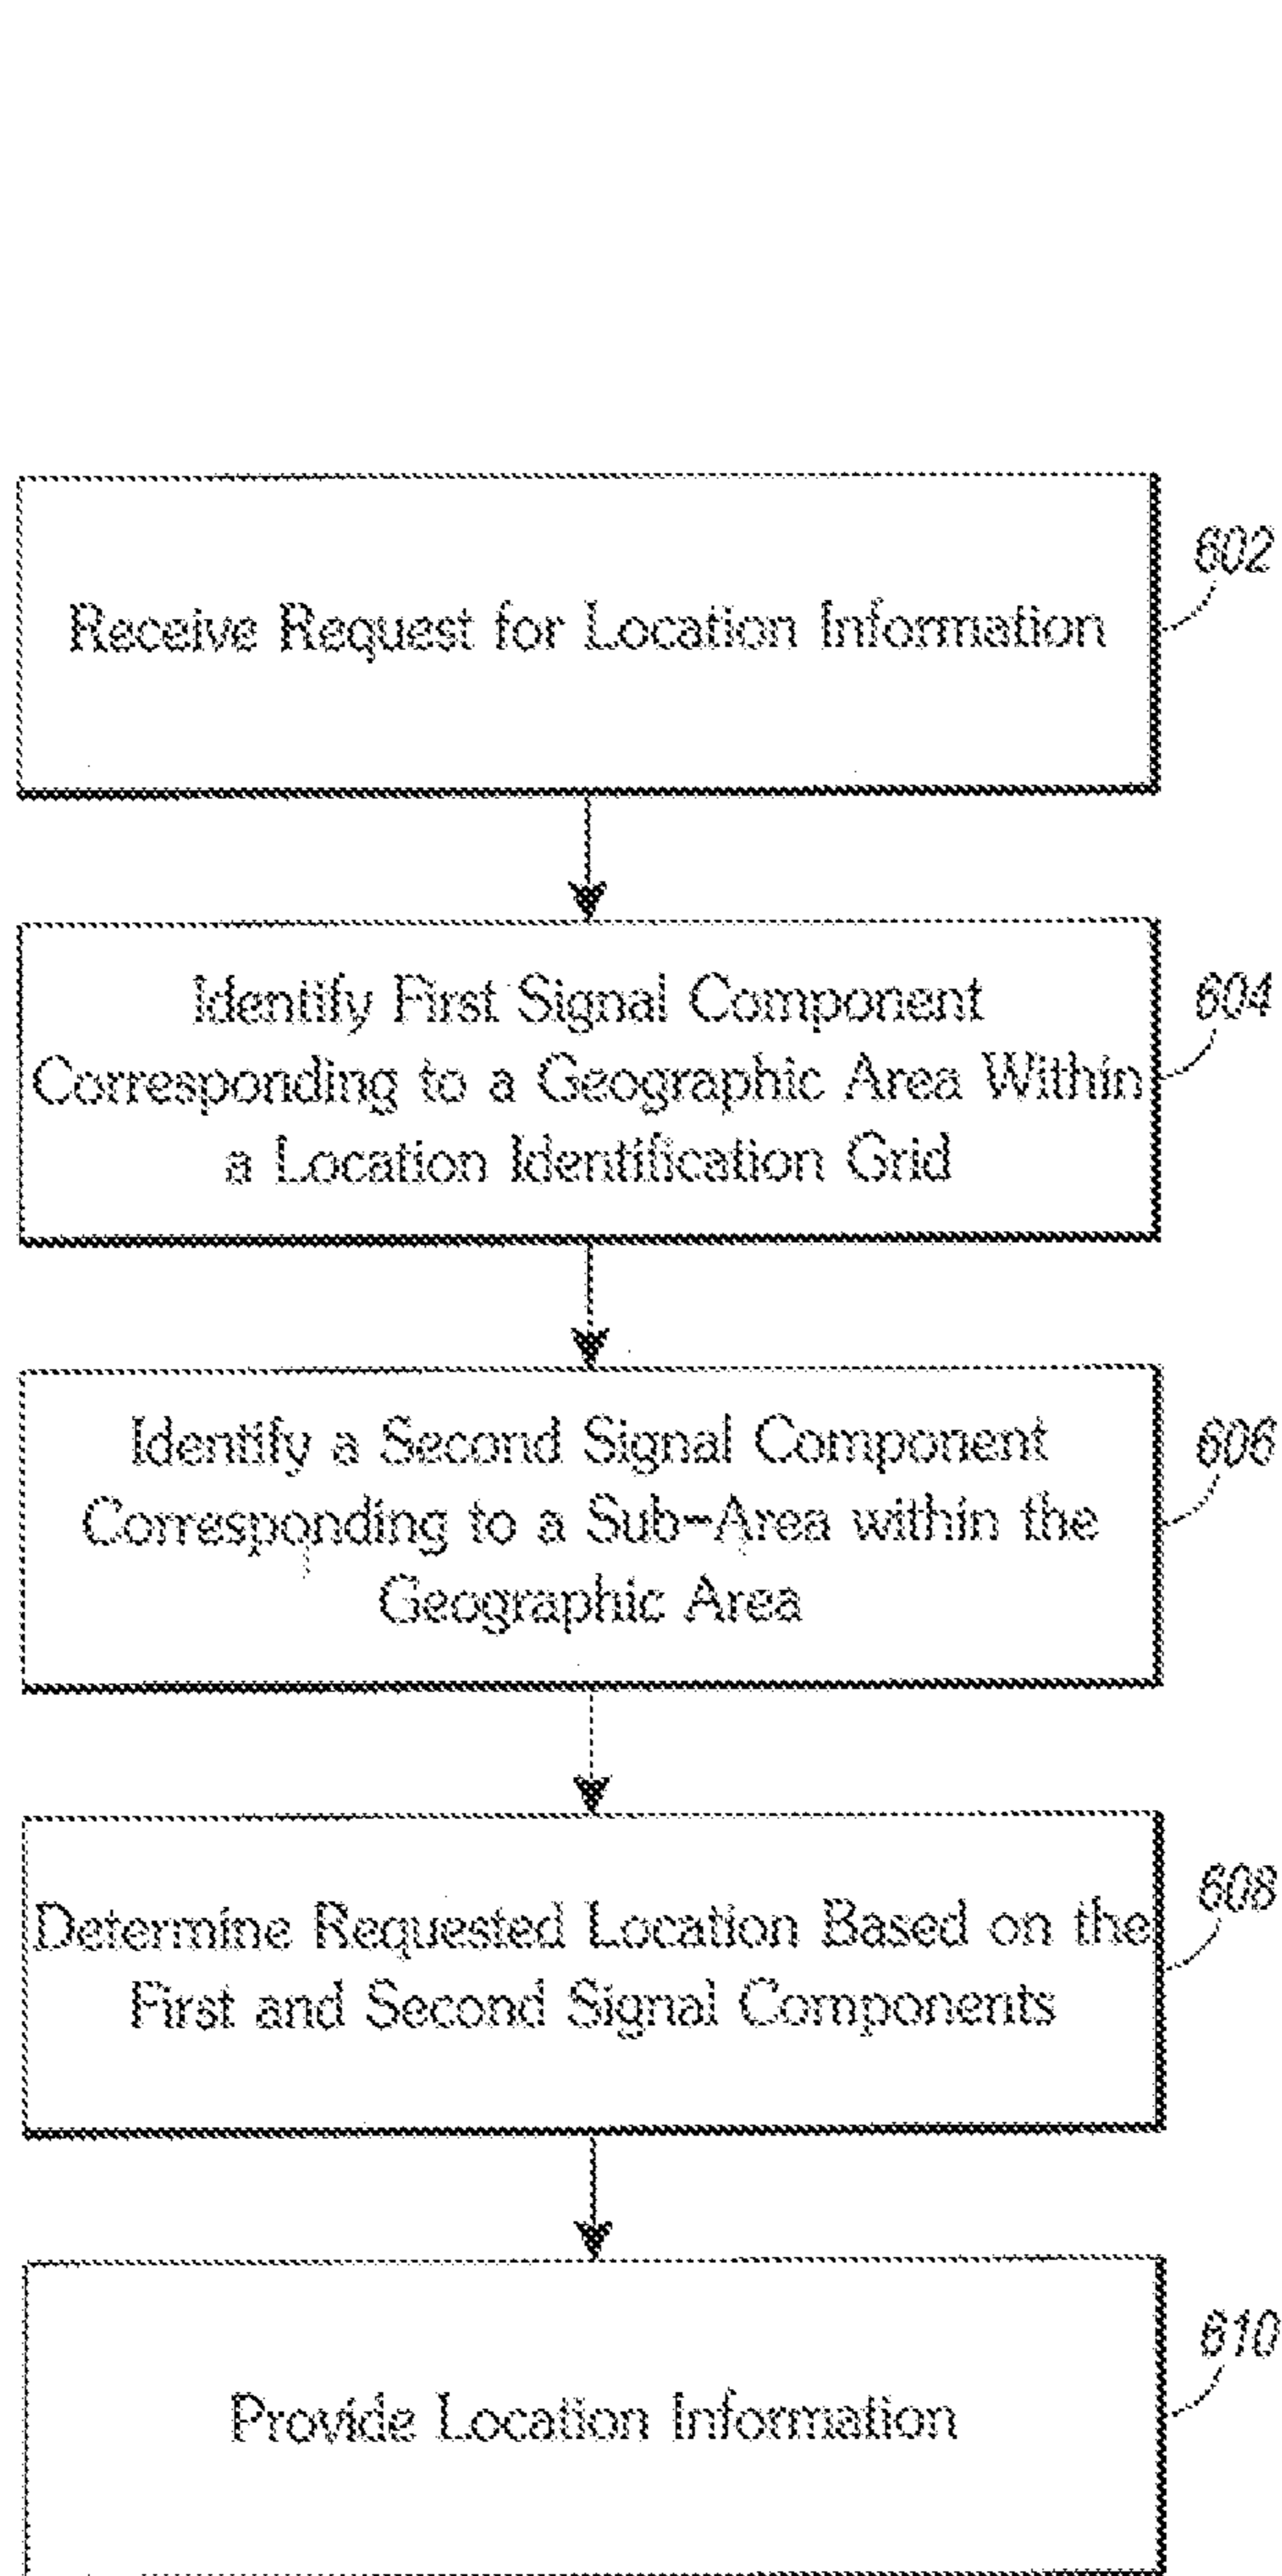 Receive Request for Location Information
602
Identify First Signal Component
Corresponding to a Geographic Area Within
a Location Identification Grid
604
Identify a Second Signal Component
Corresponding to a Sub-Area within the
Geographic Area
606
Determine Requested Location Based on the
First and Second Signal Components
608
Provide Location Information
610